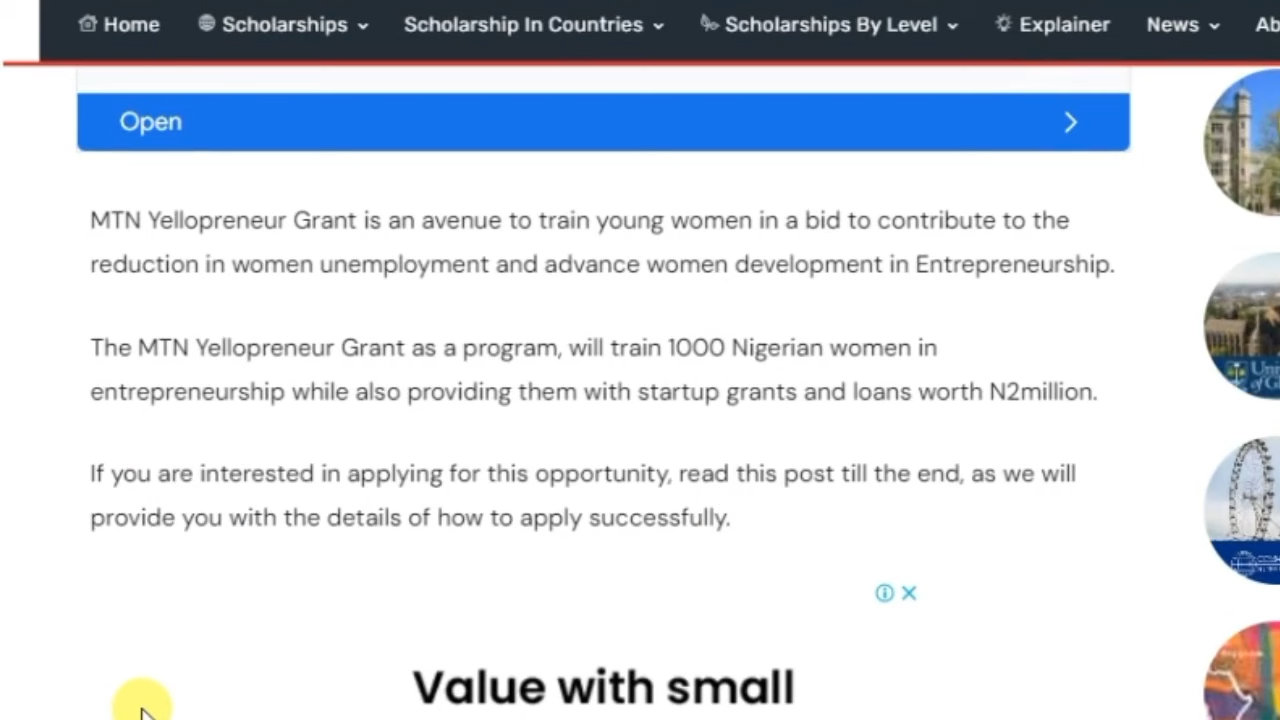 Home Scholarships Scholarship In Countries Scholarships By Level Explainer News Ab
Open
MTN Yellopreneur Grant is an avenue to train young women in a bid to contribute to the
reduction in women unemployment and advance women development in Entrepreneurship.
The MTN Yellopreneur Grant as a program, will train 1000 Nigerian women in
entrepreneurship while also providing them with startup grants and loans worth N2million.
If you are interested in applying for this opportunity, read this post till the end, as we will
provide you with the details of how to apply successfully.
Value with small